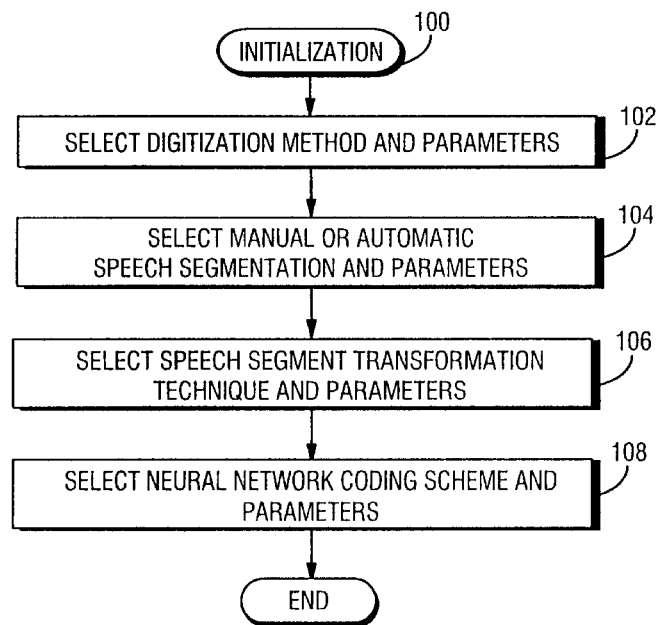 INITIALIZATION
100
SELECT DIGITIZATION METHOD AND PARAMETERS
102
SELECT MANUAL OR AUTOMATIC
SPEECH SEGMENTATION AND PARAMETERS
104
SELECT SPEECH SEGMENT TRANSFORMATION
TECHNIQUE AND PARAMETERS
106
SELECT NEURAL NETWORK CODING SCHEME AND
PARAMETERS
108
END